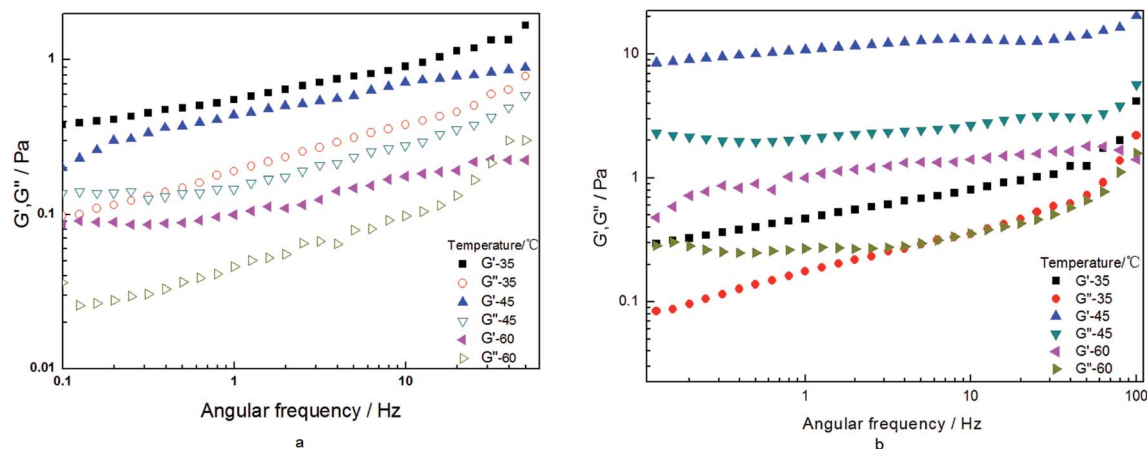 G',G'' / Pa
1
0.1
0.01
0.1
1
10
Temperature/℃
G'-35
G''-35
G'-45
G''-45
G'-60
G''-60
Angular frequency / Hz
a
G',G'' / Pa
10
1
0.1
1
10
100
Temperature/℃
G'-35
G''-35
G'-45
G''-45
G'-60
G''-60
Angular frequency / Hz
b